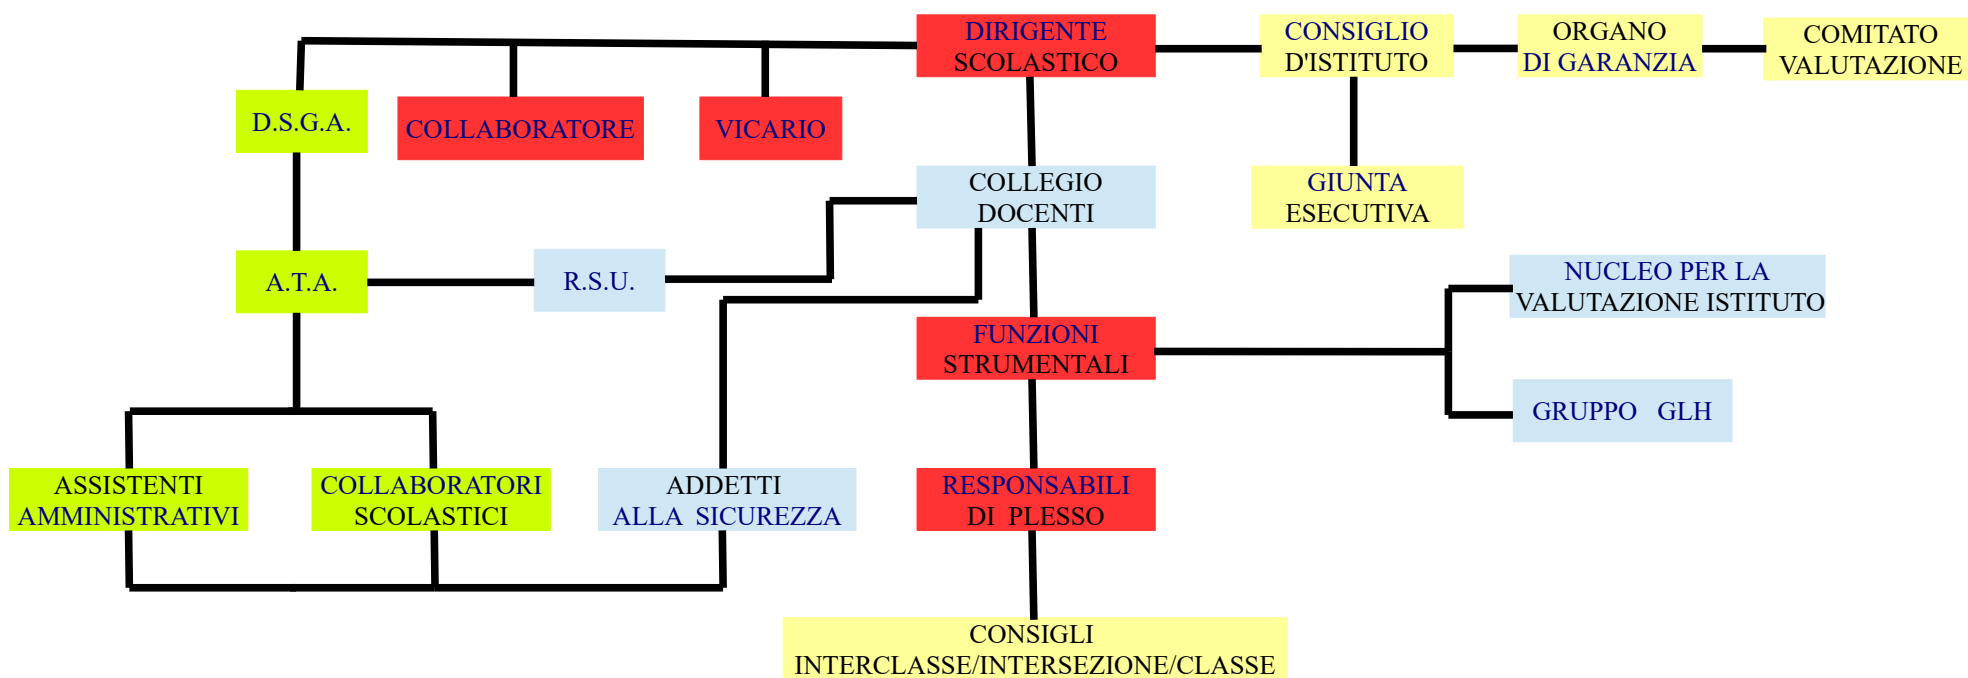 DIRIGENTE
SCOLASTICO
CONSIGLIO
D'ISTITUTO
ORGANO
DI GARANZIA
COMITATO
VALUTAZIONE
D.S.G.A.
COLLABORATORE
VICARIO
COLLEGIO
DOCENTI
GIUNTA
ESECUTIVA
A.T.A.
R.S.U.
NUCLEO PER LA
VALUTAZIONE ISTITUTO
FUNZIONI
STRUMENTALI
GRUPPO GLH
ASSISTENTI
AMMINISTRATIVI
COLLABORATORI
SCOLASTICI
ADDETTI
ALLA SICUREZZA
RESPONSABILI
DI PLESSO
CONSIGLI
INTERCLASSE/INTERSEZIONE/CLASSE